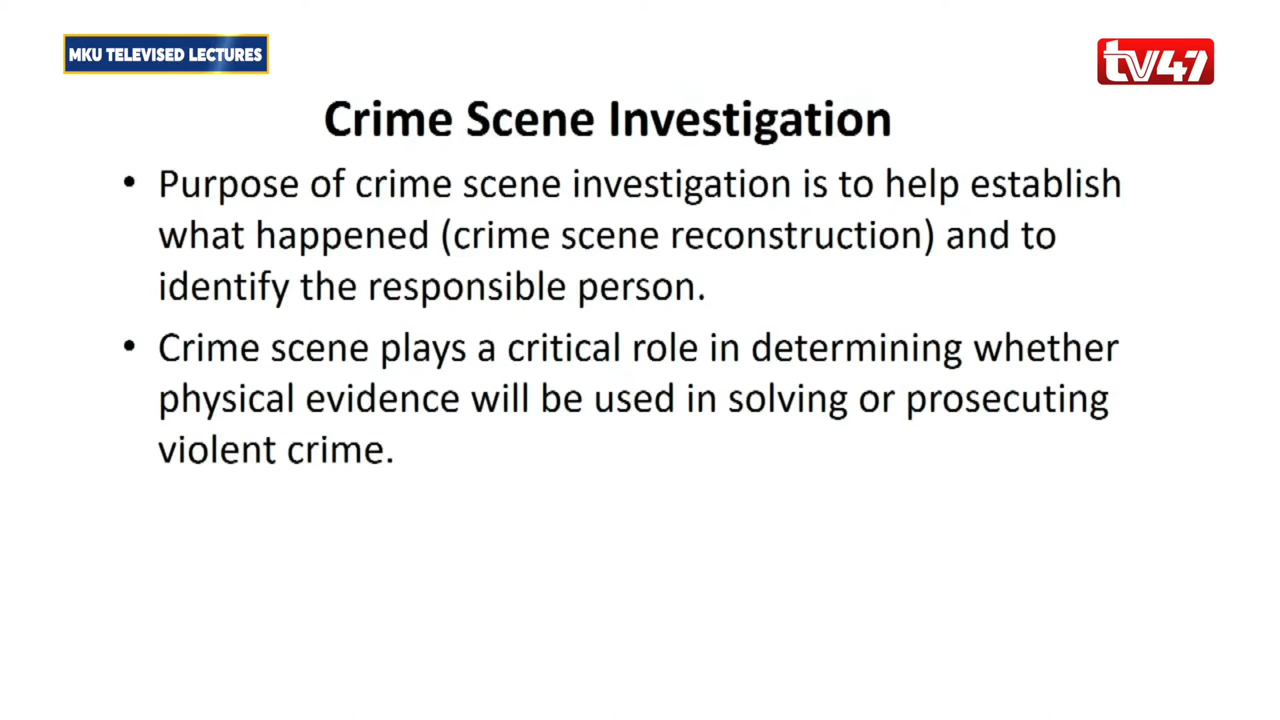 MKU TELEVISED LECTURES
tv47
Crime Scene Investigation
• Purpose of crime scene investigation is to help establish
what happened (crime scene reconstruction) and to
identify the responsible person.
• Crime scene plays a critical role in determining whether
physical evidence will be used in solving or prosecuting
violent crime.